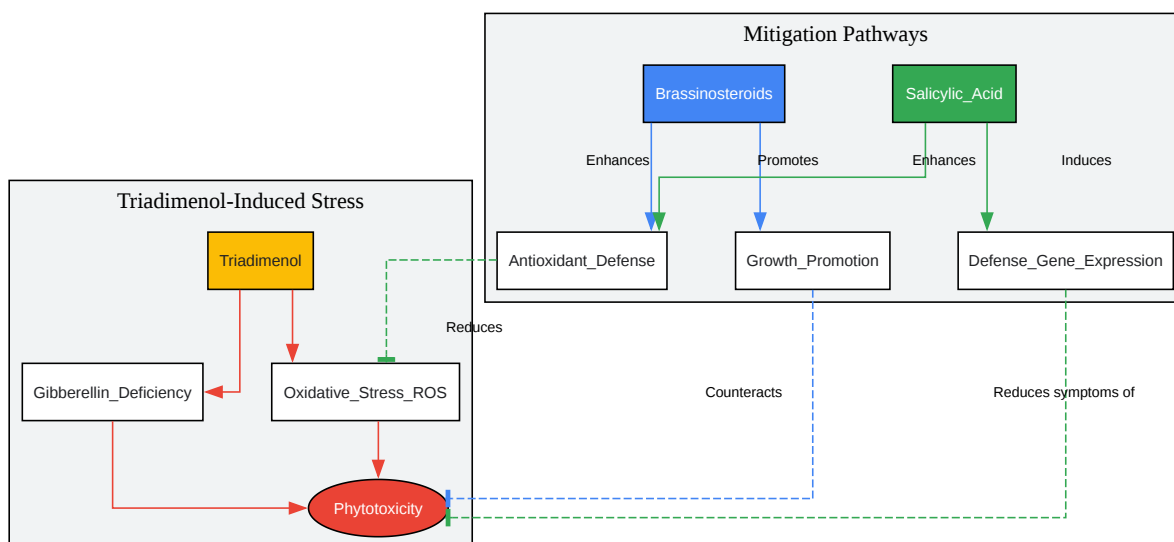 Mitigation Pathways
Brassinosteroids
Salicylic_Acid
Enhances
Promotes
Enhances
Induces
Triadimenol-Induced Stress
Triadimenol
Antioxidant_Defense
Growth_Promotion
Defense_Gene_Expression
Reduces
Gibberellin_Deficiency
Oxidative_Stress_ROS
Counteracts
Reduces symptoms of
Phytotoxicity